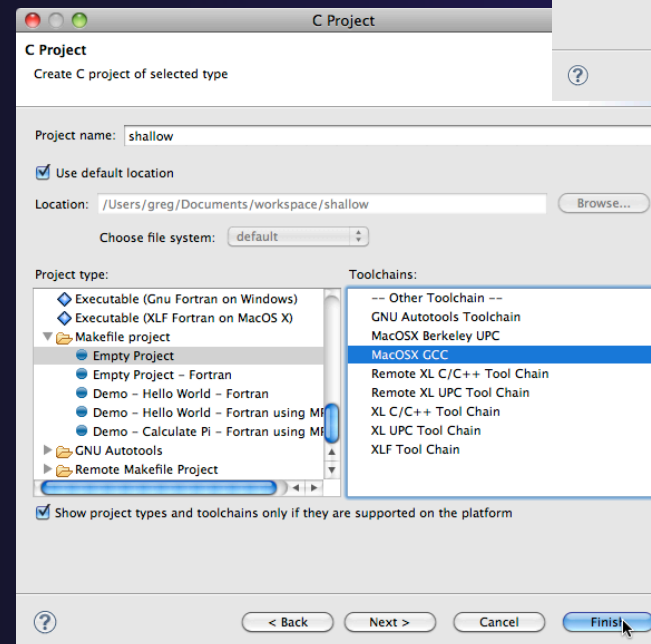 C Project
C Project
Create C project of selected type
?
Project name: shallow
Use default location
Location: /Users/greg/Documents/workspace/shallow Browse...
Choose file system: default
Project type: Toolchains:
Executable (Gnu Fortran on Windows)
Executable (XLF Fortran on MacOS X)
Makefile project
Empty Project
Empty Project - Fortran
Demo - Hello World - Fortran
Demo - Hello World - Fortran using
Demo - Calculate Pi - Fortran using
GNU Autotools
Remote Makefile Project
-- Other Toolchain --
GNU Autotools Toolchain
MacOSX Berkeley UPC
MacOSX GCC
Remote XL C/C++ Tool Chain
Remote XL UPC Tool Chain
XL C/C++ Tool Chain
XL UPC Tool Chain
XLF Tool Chain
Show project types and toolchains only if they are supported on the platform
? < Back Next > Cancel Finish